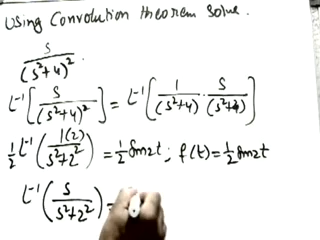 Using Convolution theorem Solve.
s/(s²+4)²
L⁻¹[s/(s²+4)²] = L⁻¹[1/(s²+4) · s/(s²+4)]
1/2 L⁻¹(1(2)/(s²+2²)) = 1/2 Sin2t ; f(t) = 1/2 Sin2t
L⁻¹(s/(s²+2²)) =